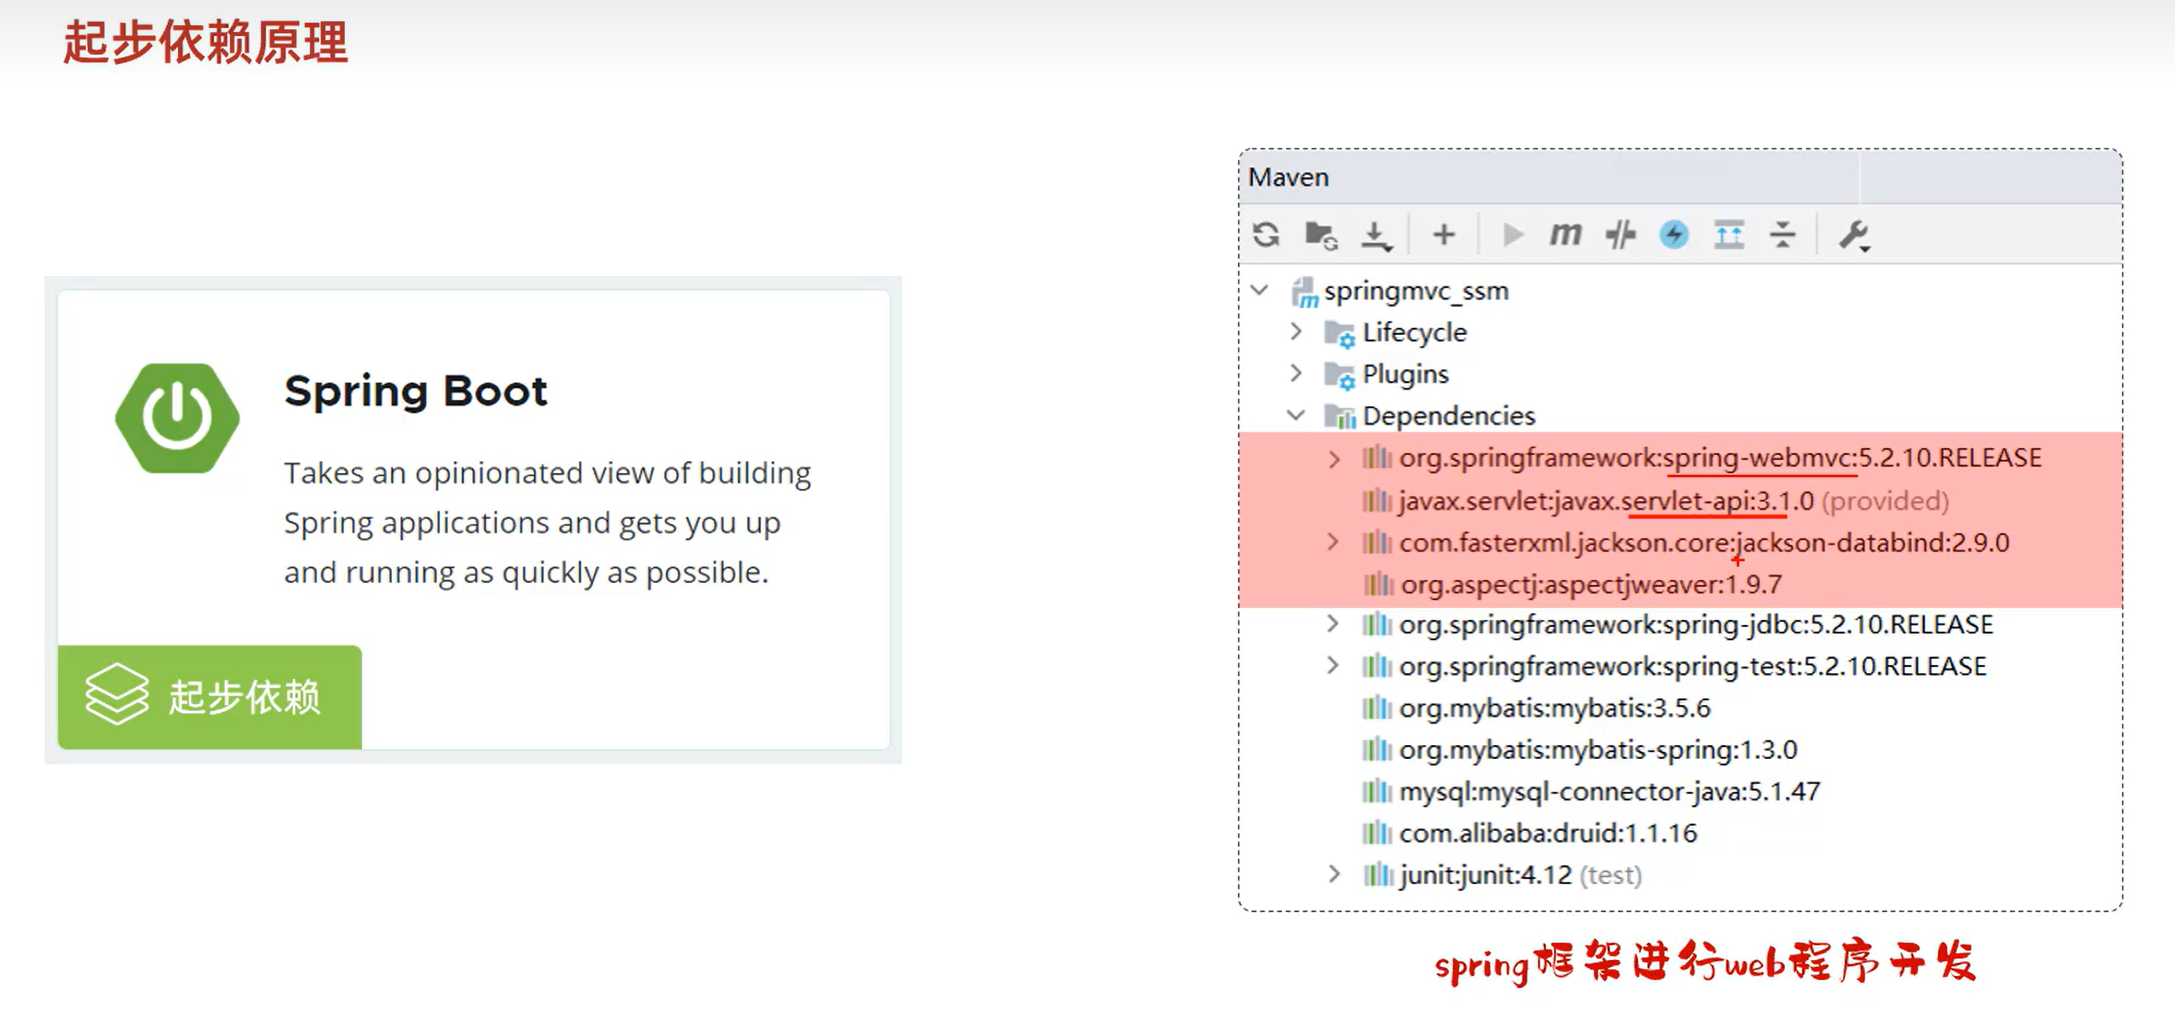 起步依赖原理
Spring Boot
Takes an opinionated view of building
Spring applications and gets you up
and running as quickly as possible.
起步依赖
Maven
springmvc_ssm
Lifecycle
Plugins
Dependencies
org.springframework:spring-webmvc:5.2.10.RELEASE
javax.servlet:javax.servlet-api:3.1.0 (provided)
com.fasterxml.jackson.core:jackson-databind:2.9.0
org.aspectj:aspectjweaver:1.9.7
org.springframework:spring-jdbc:5.2.10.RELEASE
org.springframework:spring-test:5.2.10.RELEASE
org.mybatis:mybatis:3.5.6
org.mybatis:mybatis-spring:1.3.0
mysql:mysql-connector-java:5.1.47
com.alibaba:druid:1.1.16
junit:junit:4.12 (test)
spring框架进行web程序开发